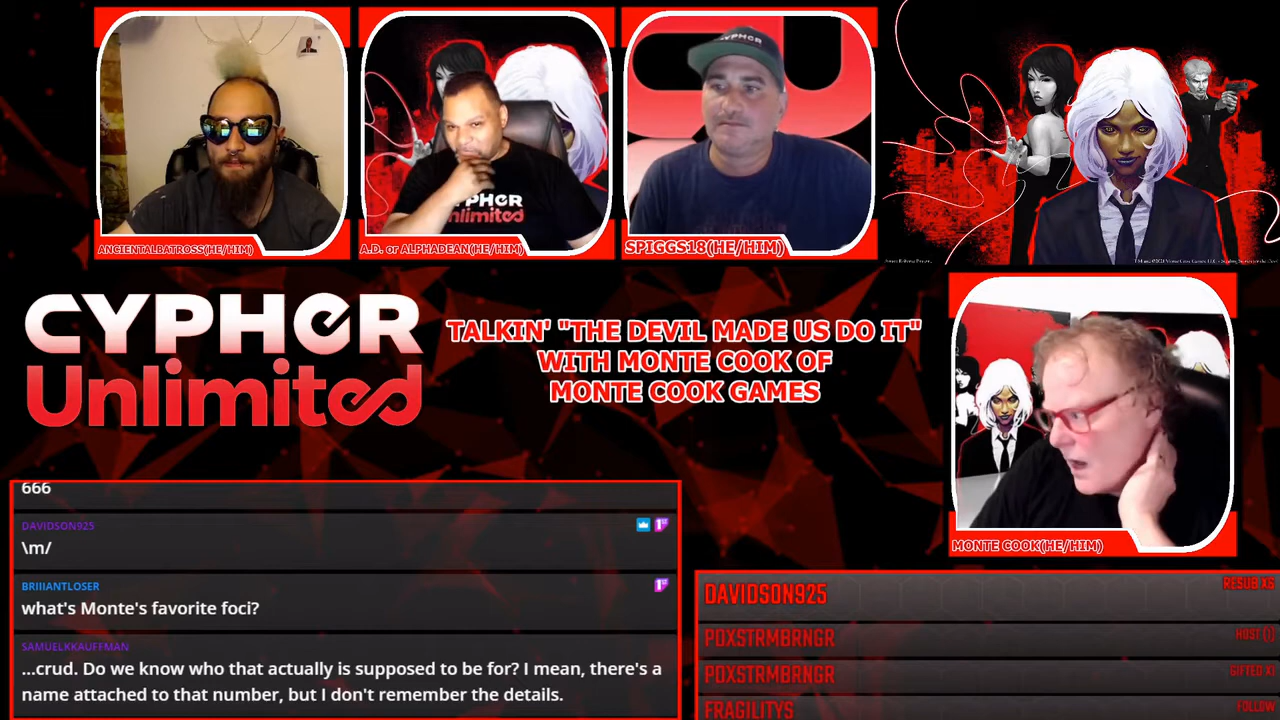 ANCIENTALBATROSS(HE/HIM)
A.D. or ALPHADEAN(HE/HIM)
SPIGGS18(HE/HIM)
CYPHER
Unlimited
CYPHER
Unlimited
TALKIN' "THE DEVIL MADE US DO IT"
WITH MONTE COOK OF
MONTE COOK GAMES
MONTE COOK(HE/HIM)
666
DAVIDSON925
\m/
BRIIIANTLOSER
what's Monte's favorite foci?
SAMUELKKAUFFMAN
...crud. Do we know who that actually is supposed to be for? I mean, there's a
name attached to that number, but I don't remember the details.
DAVIDSON925 RESUB X6
PDXSTRMBRNGR HOST (1)
PDXSTRMBRNGR GIFTED X1
FRAGILITYS FOLLOW